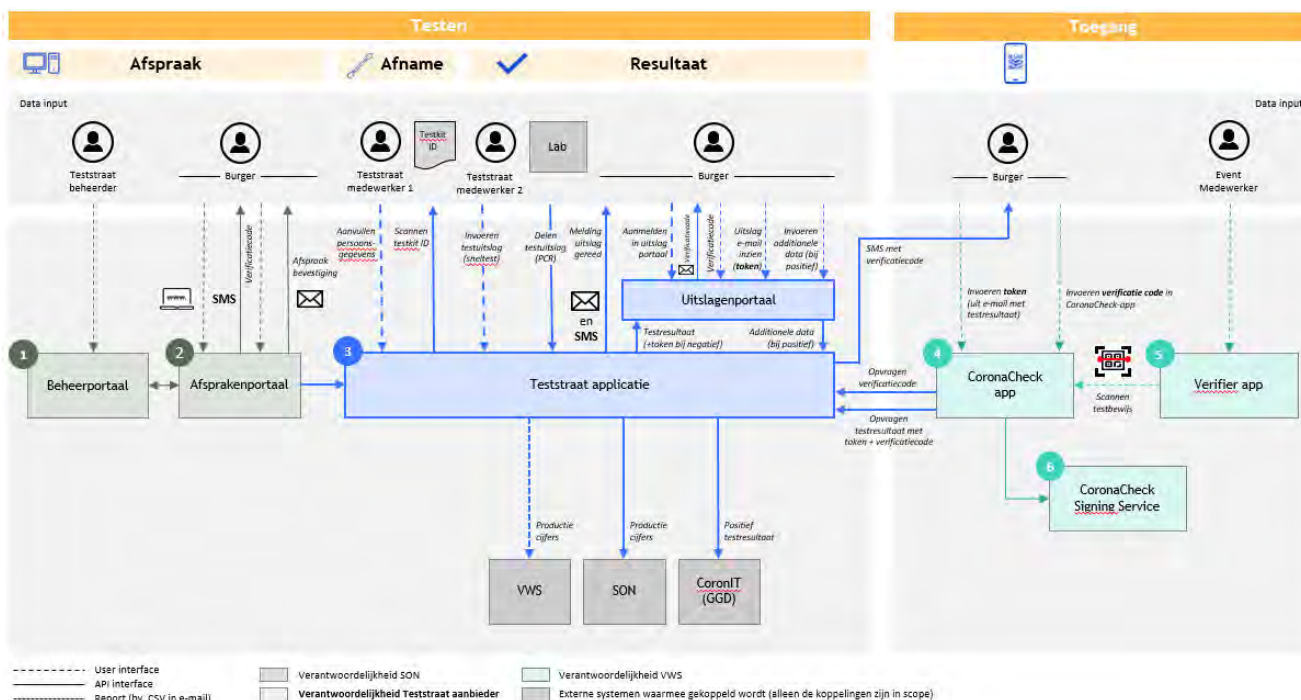 Testen
Toegang
Afspraak
Afname
Resultaat
Data input
Data input
Teststraat
beheerder
Burger
Teststraat
medewerker 1
Testkit
ID
Teststraat
medewerker 2
Lab
Burger
Burger
Event
Medewerker
Verificatiecode
Afspraak
bevestiging
SMS
Aanvullen
persoons-
gegevens
Scannen
testkit ID
Invoeren
testuitslag
(sneltest)
Delen
testuitslag
(PCR)
Melding
uitslag
gereed
en
SMS
Aanmelden
in uitslag
portaal
Verificatiecode
Verificatiecode
Uitslag
e-mail
inzien
(token)
Invoeren
additionele
data (bij
positief)
SMS met
verificatiecode
Invoeren token
(uit e-mail met
testresultaat)
Invoeren verificatie code in
CoronaCheck-app
www.
Uitslagenportaal
Testresultaat
(+token bij negatief)
Additionele data
(bij positief)
1
Beheerportaal
2
Afsprakenportaal
3
Teststraat applicatie
Opvragen
verificatiecode
Opvragen
testresultaat met
token + verificatiecode
4
CoronaCheck
app
Scannen
testbewijs
5
Verifier app
6
CoronaCheck
Signing Service
Productie
cijfers
Productie
cijfers
Positief
testresultaat
VWS
SON
CoronIT
(GGD)
User interface
API interface
Report (bv. CSV in e-mail)
Verantwoordelijkheid SON
Verantwoordelijkheid Teststraat aanbieder
Verantwoordelijkheid VWS
Externe systemen waarmee gekoppeld wordt (alleen de koppelingen zijn in scope)